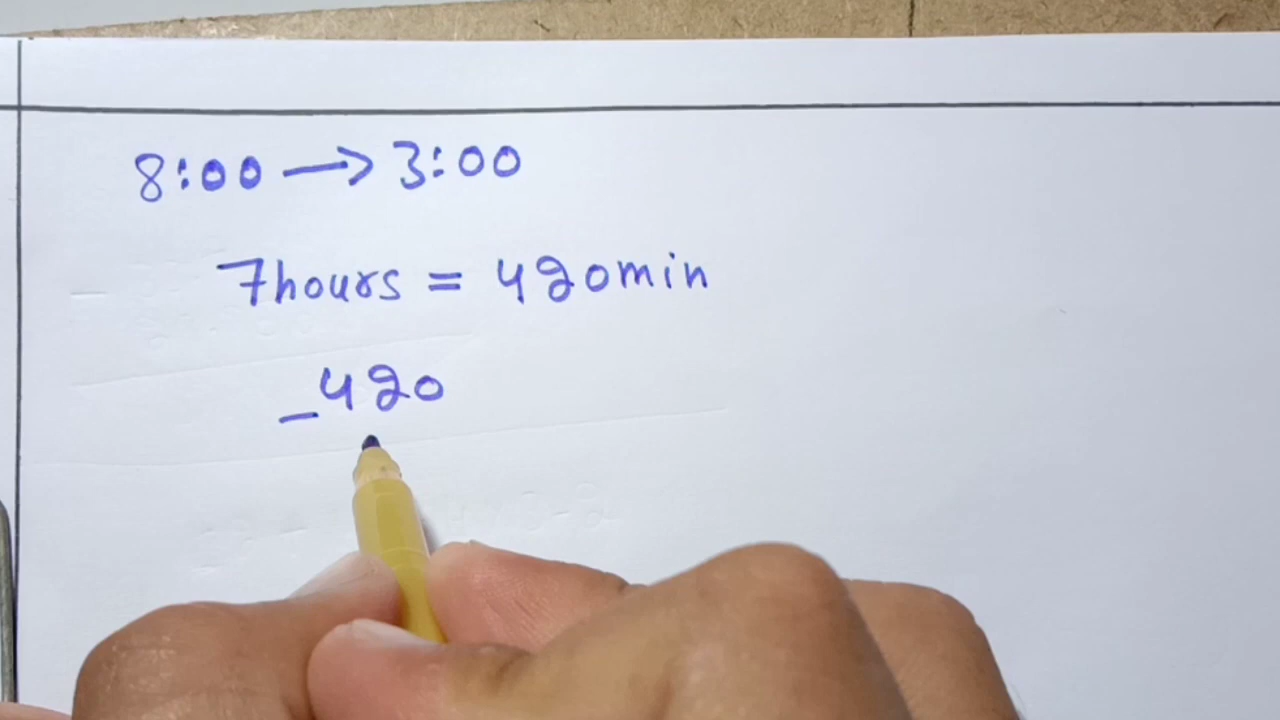 8:00 → 3:00
7hours = 420min
_420